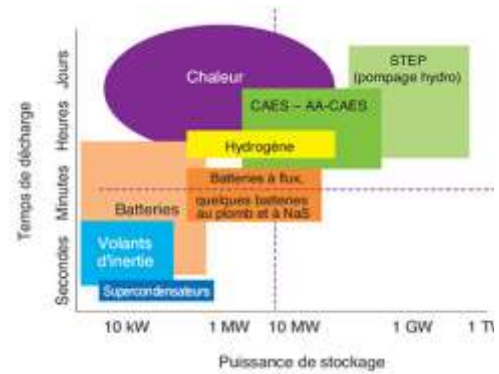 Temps de décharge
Jours
Heures
Minutes
Secondes
Chaleur
STEP
(pompage hydro)
CAES – AA-CAES
Hydrogène
Batteries à flux,
quelques batteries
au plomb et à NaS
Batteries
Volants
d'inertie
Supercondensateurs
10 kW
1 MW
10 MW
1 GW
1 TW
Puissance de stockage